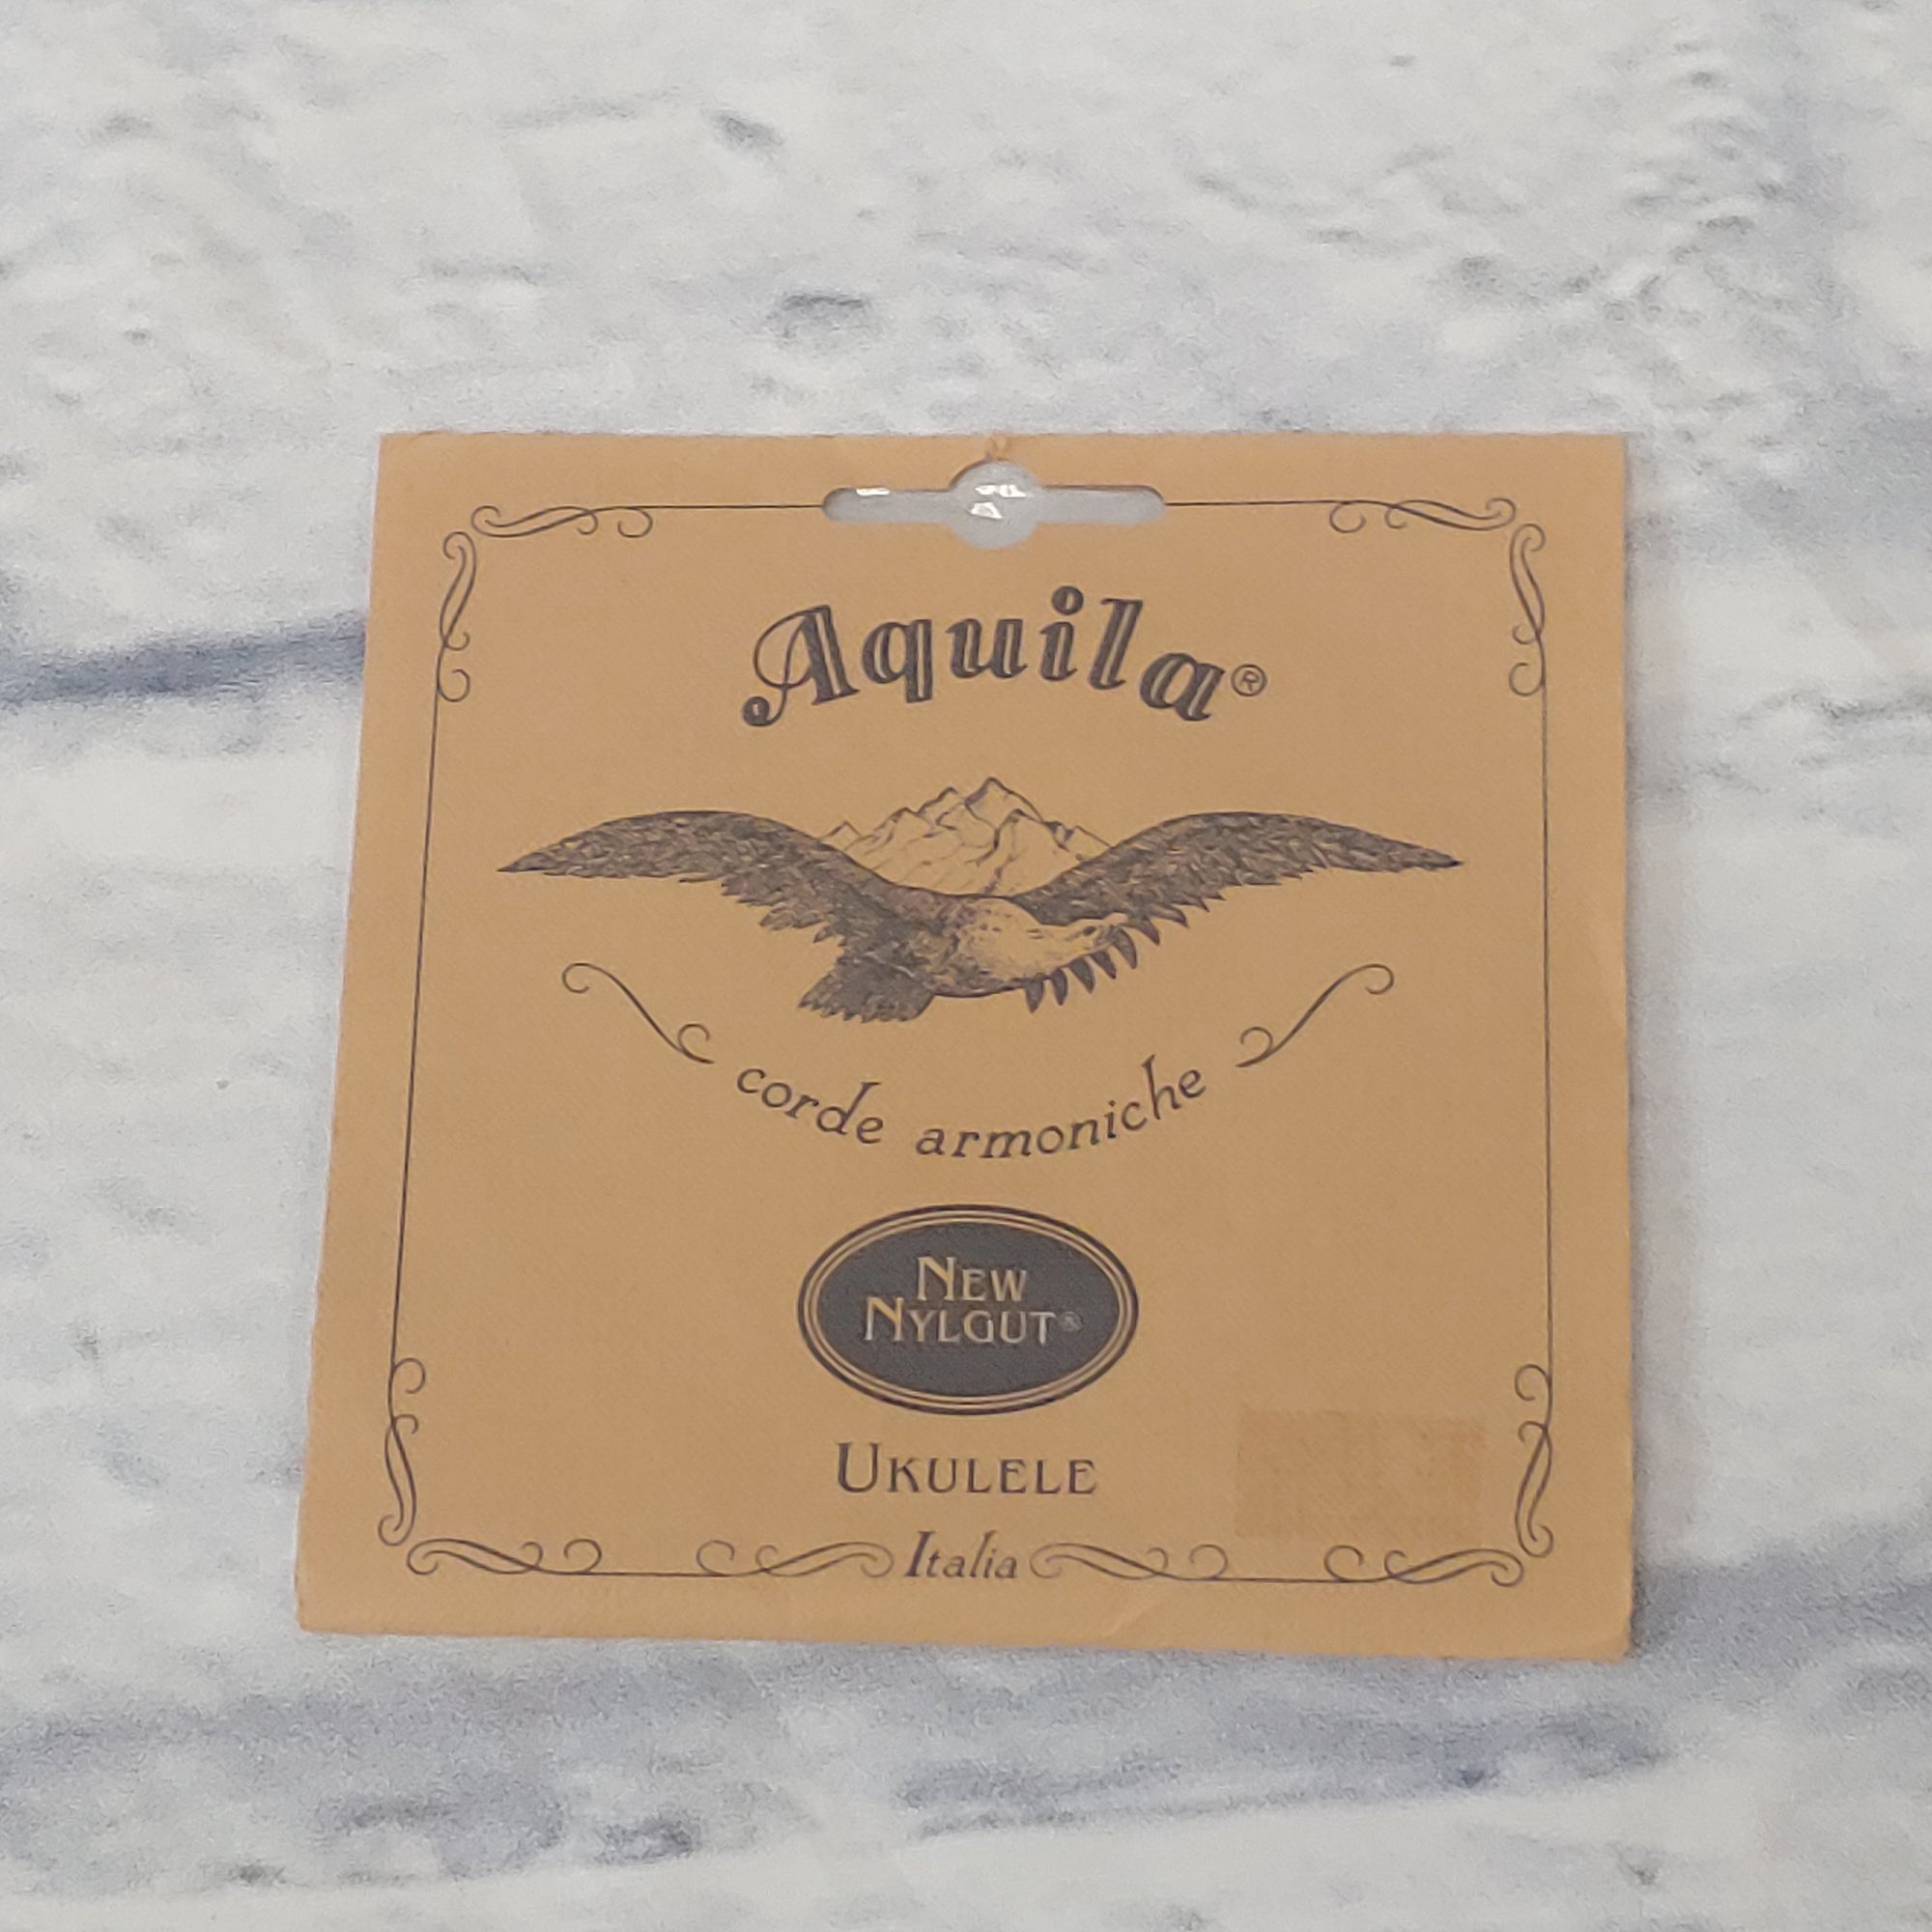 Aquila®
corde armoniche
NEW
NYLGUT®
UKULELE
Italia